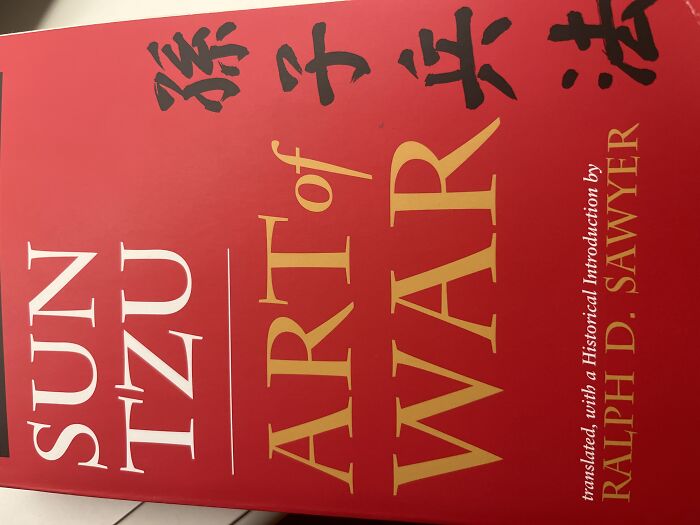 SUN
TZU
ART of
WAR
translated, with a Historical Introduction by
RALPH D. SAWYER
孫子兵法